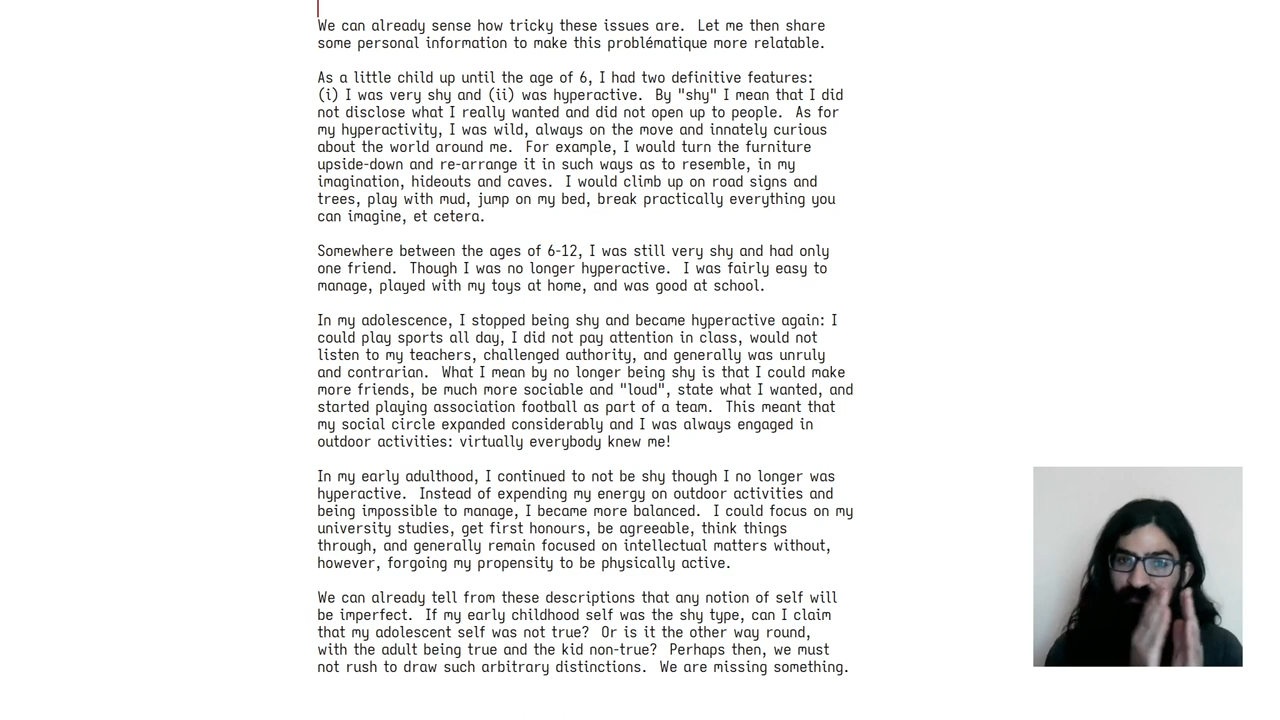 We can already sense how tricky these issues are.  Let me then share
some personal information to make this problématique more relatable.
As a little child up until the age of 6, I had two definitive features:
(i) I was very shy and (ii) was hyperactive.  By "shy" I mean that I did
not disclose what I really wanted and did not open up to people.  As for
my hyperactivity, I was wild, always on the move and innately curious
about the world around me.  For example, I would turn the furniture
upside-down and re-arrange it in such ways as to resemble, in my
imagination, hideouts and caves.  I would climb up on road signs and
trees, play with mud, jump on my bed, break practically everything you
can imagine, et cetera.
Somewhere between the ages of 6-12, I was still very shy and had only
one friend.  Though I was no longer hyperactive.  I was fairly easy to
manage, played with my toys at home, and was good at school.
In my adolescence, I stopped being shy and became hyperactive again: I
could play sports all day, I did not pay attention in class, would not
listen to my teachers, challenged authority, and generally was unruly
and contrarian.  What I mean by no longer being shy is that I could make
more friends, be much more sociable and "loud", state what I wanted, and
started playing association football as part of a team.  This meant that
my social circle expanded considerably and I was always engaged in
outdoor activities: virtually everybody knew me!
In my early adulthood, I continued to not be shy though I no longer was
hyperactive.  Instead of expending my energy on outdoor activities and
being impossible to manage, I became more balanced.  I could focus on my
university studies, get first honours, be agreeable, think things
through, and generally remain focused on intellectual matters without,
however, forgoing my propensity to be physically active.
We can already tell from these descriptions that any notion of self will
be imperfect.  If my early childhood self was the shy type, can I claim
that my adolescent self was not true?  Or is it the other way round,
with the adult being true and the kid non-true?  Perhaps then, we must
not rush to draw such arbitrary distinctions.  We are missing something.